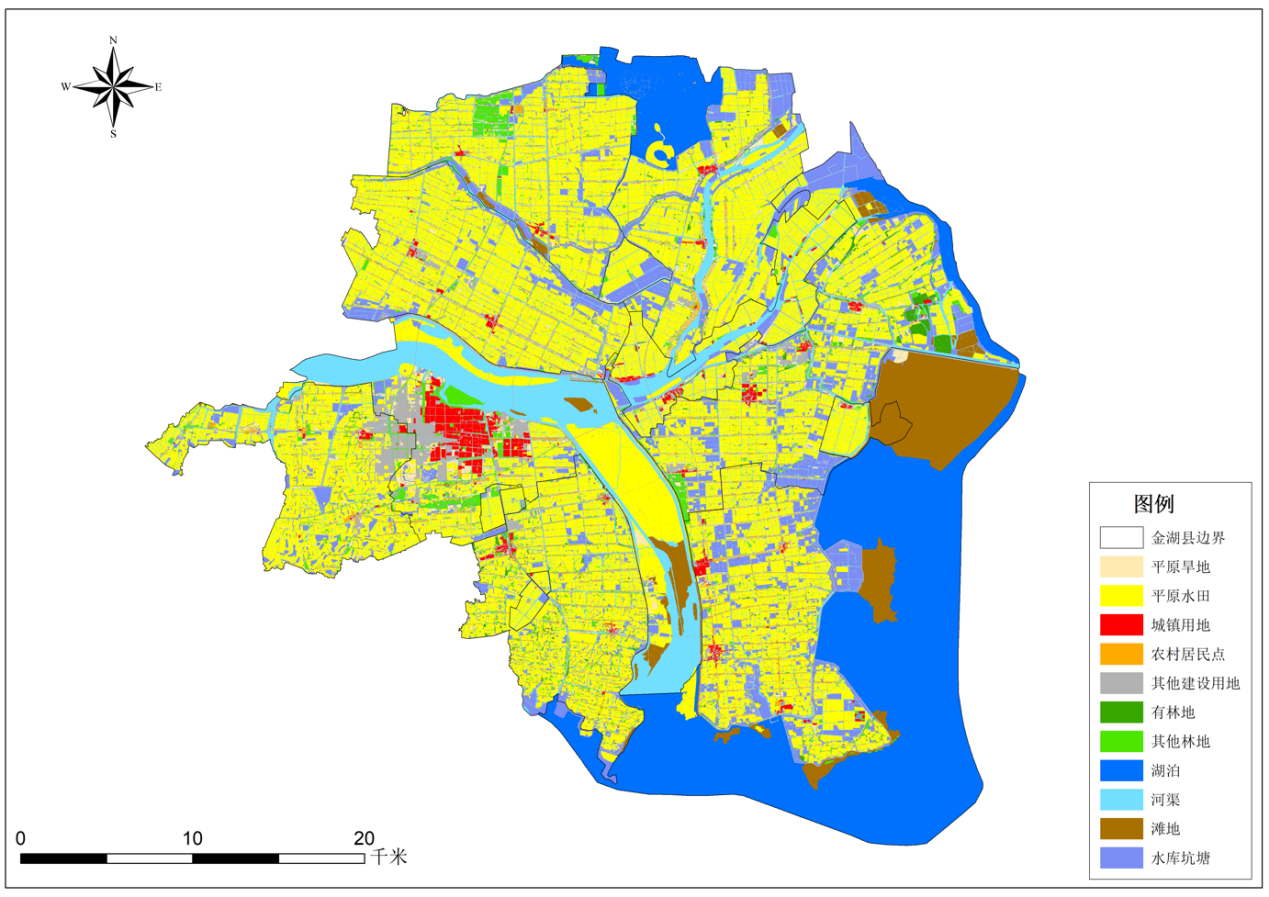 N
W
E
S
图例
金湖县边界
平原旱地
平原水田
城镇用地
农村居民点
其他建设用地
有林地
其他林地
湖泊
河渠
滩地
水库坑塘
0 10 20
千米